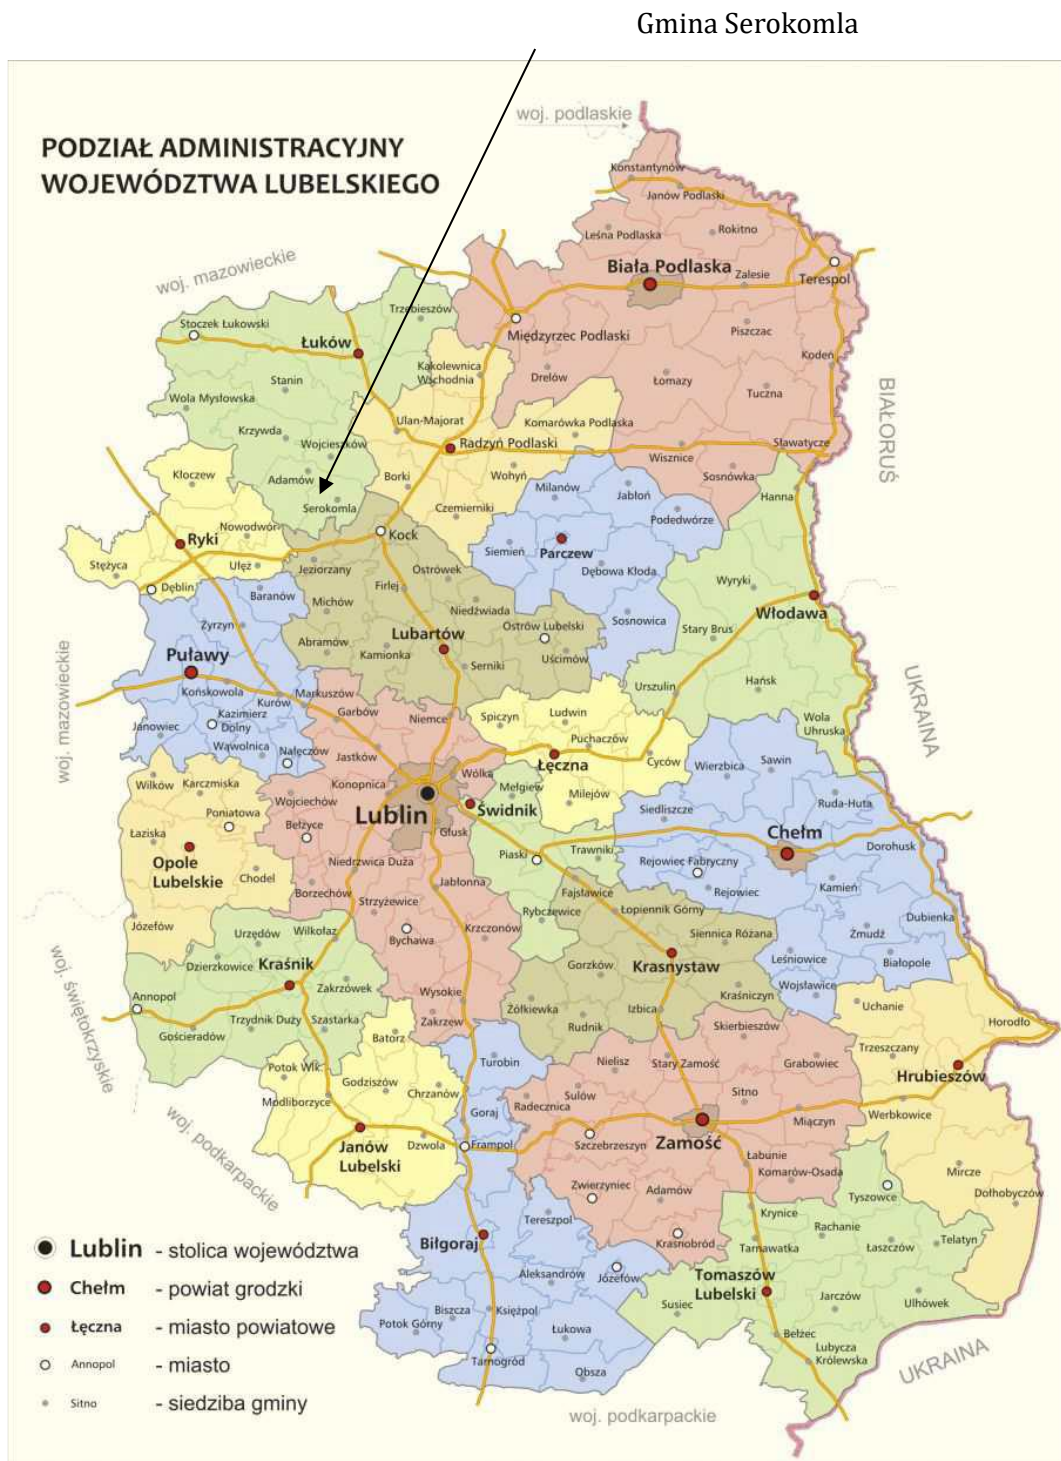 Gmina Serokomla
PODZIAŁ ADMINISTRACYJNY
WOJEWÓDZTWA LUBELSKIEGO
woj. podlaskie
Konstantynów
Janów Podlaski
Leśna Podlaska
Rokitno
Biała Podlaska
Zalesie
Terespol
woj. mazowieckie
Trzebieszów
Stoczek Łukowski
Łuków
Międzyrzec Podlaski
Piszczac
Kodeń
Kąkolewnica
Wschodnia
Drelów
Łomazy
Tuczna
BIAŁORUŚ
Stanin
Wola Mysłowska
Ulan-Majorat
Komarówka Podlaska
Krzywda
Wojcieszków
Radzyń Podlaski
Wisznice
Sławatycze
Kłoczew
Adamów
Borki
Wohyń
Milanów
Jabłoń
Sosnówka
Hanna
Serokomla
Czemierniki
Podedwórze
Nowodwór
Ryki
Kock
Siemień
Parczew
Stężyca
Ułęż
Jeziorzany
Ostrówek
Dębowa Kłoda
Dęblin
Baranów
Firlej
Wyryki
Michów
Niedźwiada
Włodawa
Żyrzyn
Abramów
Lubartów
Ostrów Lubelski
Sosnowica
Stary Brus
Puławy
Kamionka
Serniki
Uścimów
Końskowola
Markuszów
Urszulin
Hańsk
UKRAINA
woj. mazowieckie
Kurów
Garbów
Niemce
Spiczyn
Ludwin
Wola
Uhruska
Janowiec
Kazimierz
Dolny
Wąwolnica
Nałęczów
Jastków
Puchaczów
Łęczna
Cyców
Wierzbica
Sawin
Wilków
Karczmiska
Konopnica
Wólka
Mełgiew
Milejów
Siedliszcze
Ruda-Huta
Poniatowa
Wojciechów
Lublin
Świdnik
Łaziska
Bełżyce
Głusk
Chełm
Dorohusk
Opole
Lubelskie
Niedrzwica Duża
Piaski
Trawniki
Rejowiec Fabryczny
Chodel
Jabłonna
Fajsławice
Rejowiec
Kamień
Borzechów
Strzyżewice
Rybczewice
Łopiennik Górny
Józefów
Urzędów
Wilkołaz
Bychawa
Krzczonów
Siennica Różana
Dubienka
Żmudź
Dzierzkowice
Kraśnik
Gorzków
Krasnystaw
Leśniowice
Białopole
woj. świętokrzyskie
Annopol
Zakrzówek
Wysokie
Żółkiewka
Izbica
Kraśniczyn
Wojsławice
Uchanie
Trzydnik Duży
Szastarka
Zakrzew
Rudnik
Skierbieszów
Horodło
Gościeradów
Batorz
Turobin
Nielisz
Stary Zamość
Grabowiec
Trzeszczany
Potok Wlk.
Godziszów
Chrzanów
Sułów
Sitno
Hrubieszów
Modliborzyce
Goraj
Radecznica
Miączyn
Werbkowice
woj. podkarpackie
Janów
Lubelski
Dzwola
Frampol
Szczebrzeszyn
Zamość
Łabunie
Komarów-Osada
Mircze
Zwierzyniec
Adamów
Tyszowce
Dołhobyczów
Tereszpol
Krynice
Rachanie
Biłgoraj
Krasnobród
Tarnawatka
Łaszczów
Telatyn
Aleksandrów
Józefów
Tomaszów
Lubelski
Jarczów
Ulhówek
Biszcza
Księżpol
Susiec
Potok Górny
Łukowa
Bełżec
Tarnogród
Obsza
Lubycza
Królewska
UKRAINA
woj. podkarpackie
Lublin - stolica województwa
Chełm - powiat grodzki
Łęczna - miasto powiatowe
Annopol - miasto
Sitno - siedziba gminy